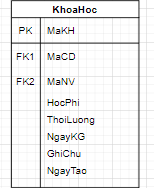 KhoaHoc
PK MaKH
FK1 MaCD
FK2 MaNV
HocPhi
ThoiLuong
NgayKG
GhiChu
NgayTao